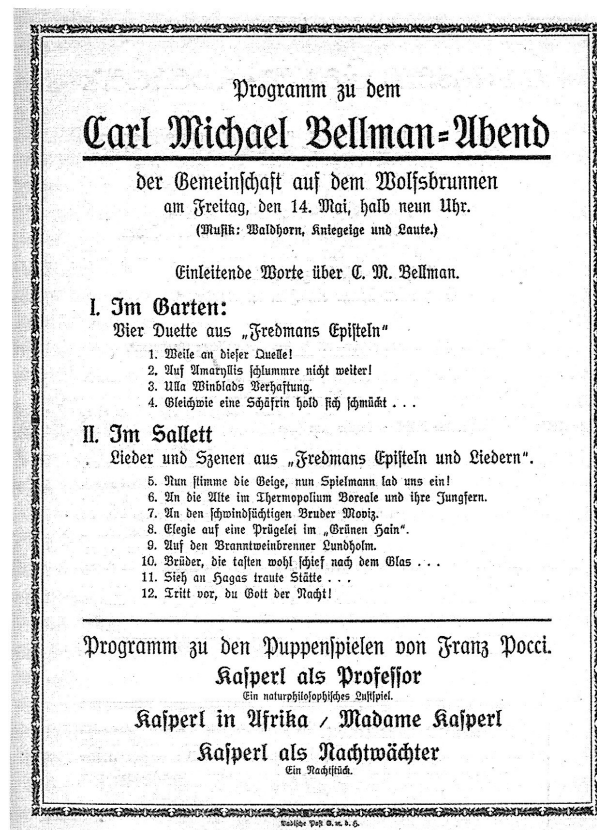 Programm zu dem
Carl Michael Bellman=Abend
der Gemeinschaft auf dem Wolfsbrunnen
am Freitag, den 14. Mai, halb neun Uhr.
(Musik: Waldhorn, Kniegeige und Laute.)
Einleitende Worte über C. M. Bellman.
I. Im Garten:
Vier Duette aus „Fredmans Episteln“
1. Weile an dieser Quelle!
2. Auf Amaryllis schlummre nicht weiter!
3. Ulla Winblads Verhaftung.
4. Gleichwie eine Schäfrin hold sich schmückt . . .
II. Im Sallett
Lieder und Szenen aus „Fredmans Episteln und Liedern“.
5. Nun stimme die Geige, nun Spielmann lad uns ein!
6. An die Alte im Thermopolium Boreale und ihre Jungfern.
7. An den schwindsüchtigen Bruder Moviz.
8. Elegie auf eine Prügelei im „Grünen Hain“.
9. Auf den Branntweinbrenner Lundholm.
10. Brüder, die tasten wohl schief nach dem Glas . . .
11. Sieh an Hagas traute Stätte . . .
12. Tritt vor, du Gott der Nacht!
Programm zu den Puppenspielen von Franz Pocci.
Kasperl als Professor
Ein naturphilosophisches Lustspiel.
Kasperl in Afrika / Madame Kasperl
Kasperl als Nachtwächter
Ein Nachtstück.
Badische Post G. m. b. H.